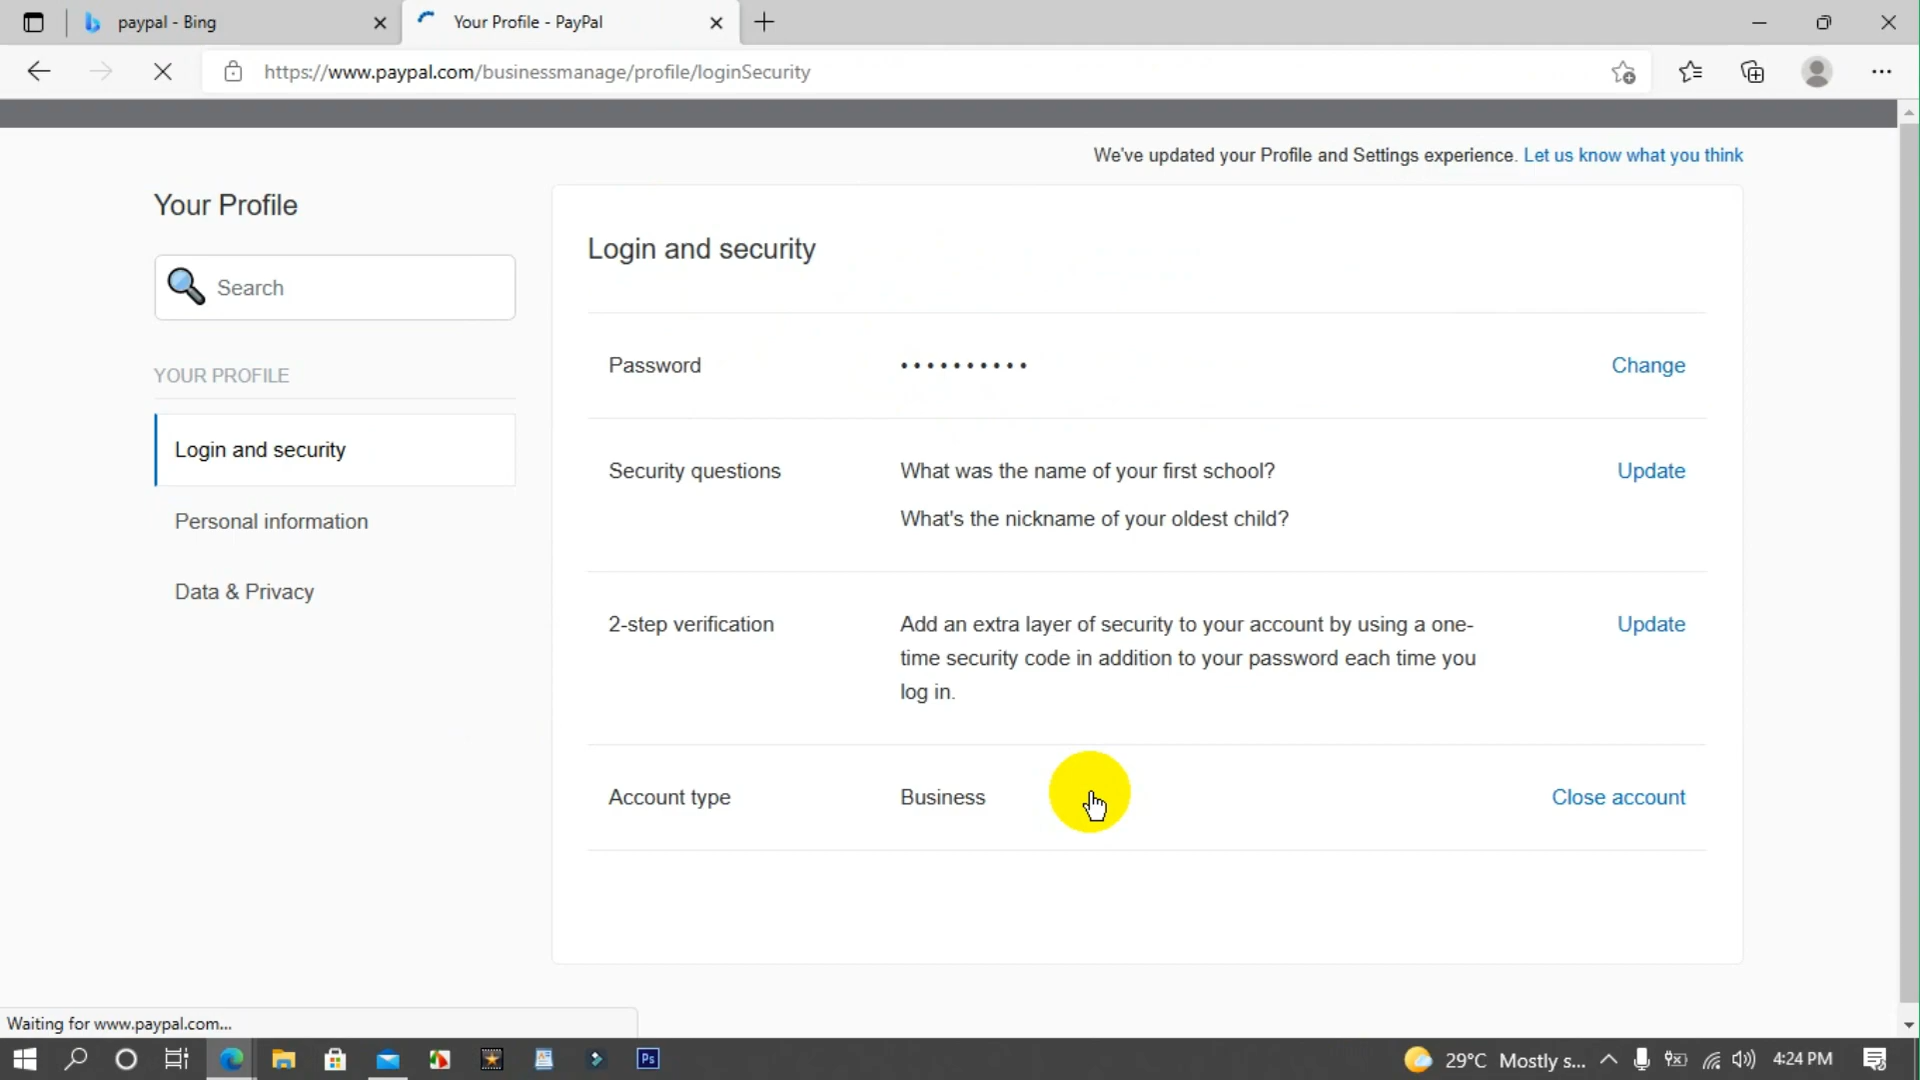 paypal - Bing
Your Profile - PayPal
https://www.paypal.com/businessmanage/profile/loginSecurity
We've updated your Profile and Settings experience. Let us know what you think
Your Profile
Search
YOUR PROFILE
Login and security
Personal information
Data & Privacy
Login and security
Password •••••••••• Change
Security questions What was the name of your first school? Update
What's the nickname of your oldest child?
2-step verification Add an extra layer of security to your account by using a one- Update
time security code in addition to your password each time you
log in.
Account type Business Close account
Waiting for www.paypal.com...
Ps
29°C Mostly s... 4:24 PM